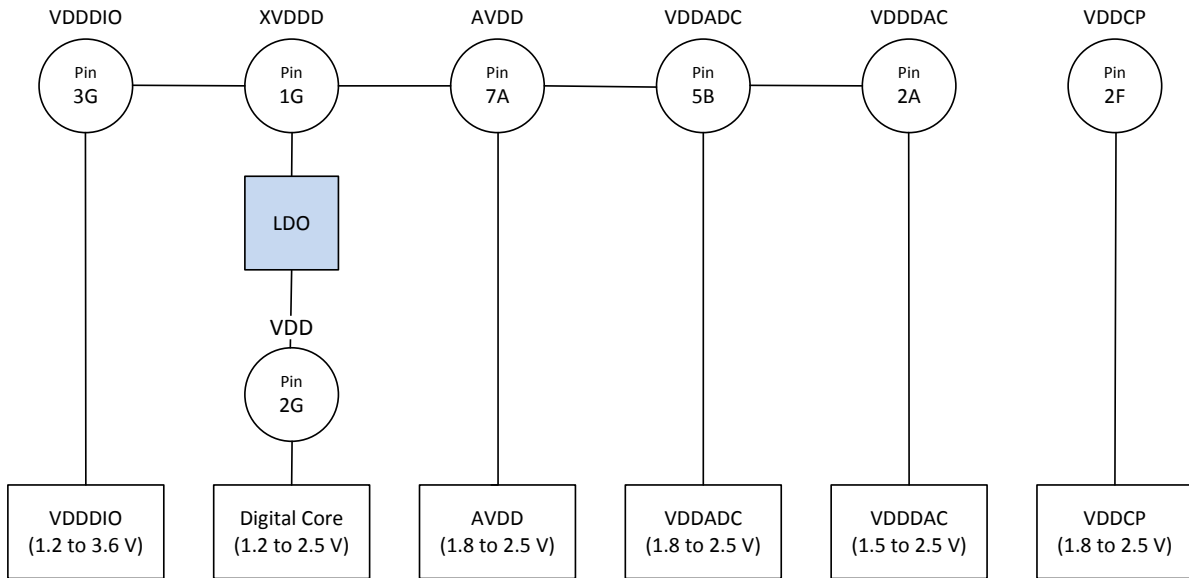 VDDDIO
XVDDD
AVDD
VDDADC
VDDDAC
VDDCP
Pin
3G
Pin
1G
Pin
7A
Pin
5B
Pin
2A
Pin
2F
LDO
VDD
Pin
2G
VDDDIO
(1.2 to 3.6 V)
Digital Core
(1.2 to 2.5 V)
AVDD
(1.8 to 2.5 V)
VDDADC
(1.8 to 2.5 V)
VDDDAC
(1.5 to 2.5 V)
VDDCP
(1.8 to 2.5 V)